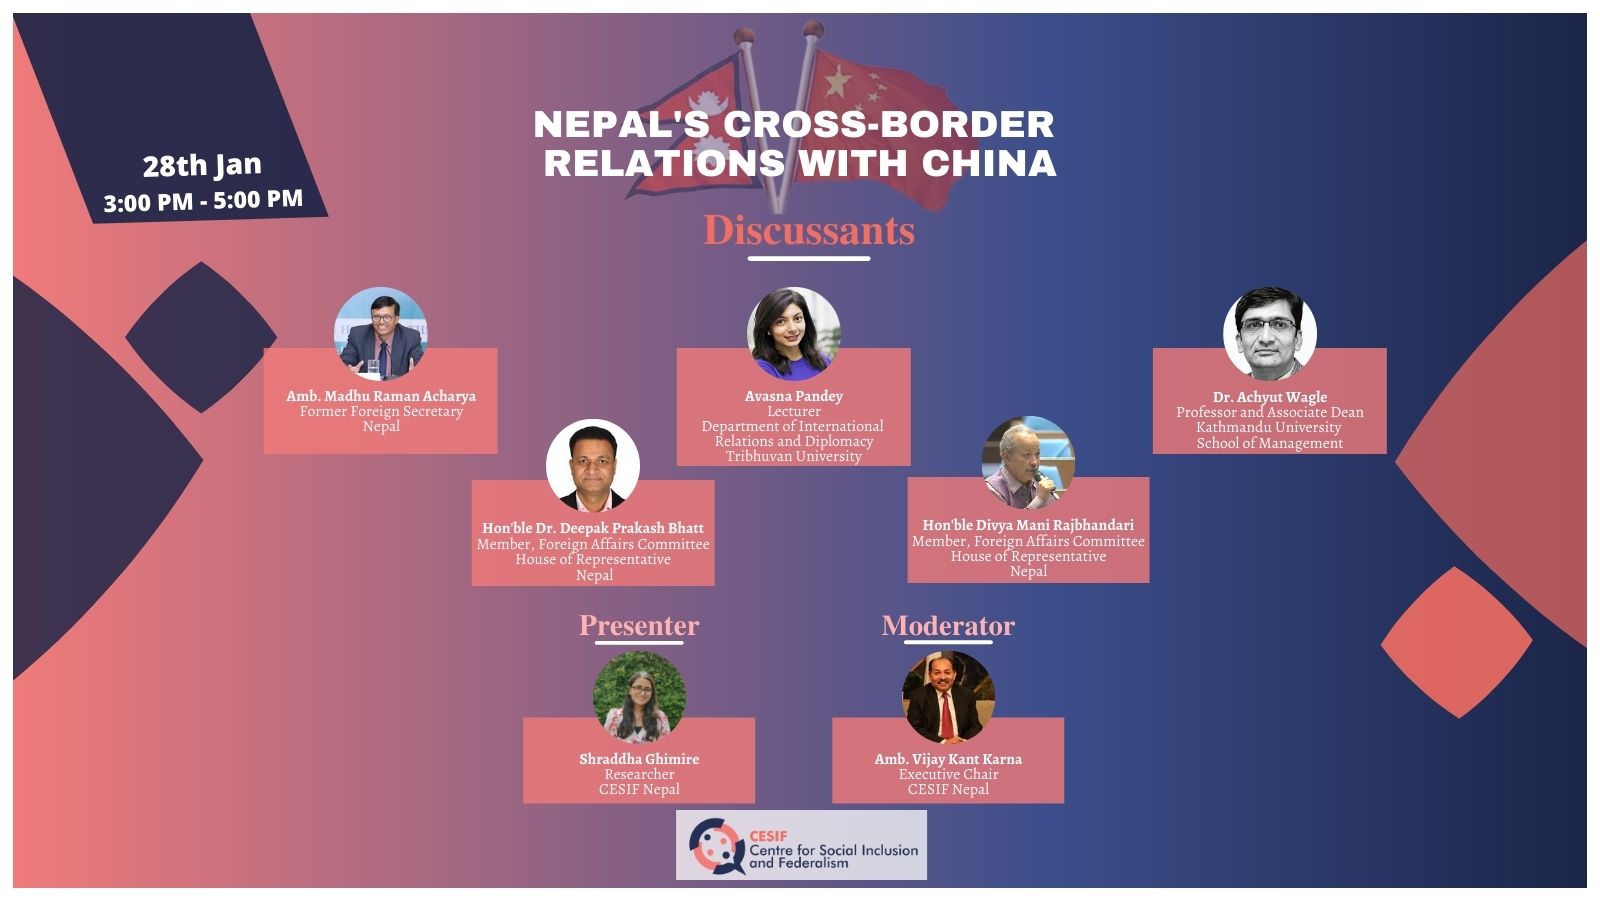 28th Jan
3:00 PM - 5:00 PM
NEPAL'S CROSS-BORDER
RELATIONS WITH CHINA
Discussants
Amb. Madhu Raman Acharya
Former Foreign Secretary
Nepal
Avasna Pandey
Lecturer
Department of International
Relations and Diplomacy
Tribhuvan University
Dr. Achyut Wagle
Professor and Associate Dean
Kathmandu University
School of Management
Hon'ble Dr. Deepak Prakash Bhatt
Member, Foreign Affairs Committee
House of Representative
Nepal
Hon'ble Divya Mani Rajbhandari
Member, Foreign Affairs Committee
House of Representative
Nepal
Presenter
Shraddha Ghimire
Researcher
CESIF Nepal
Moderator
Amb. Vijay Kant Karna
Executive Chair
CESIF Nepal
CESIF
Centre for Social Inclusion
and Federalism